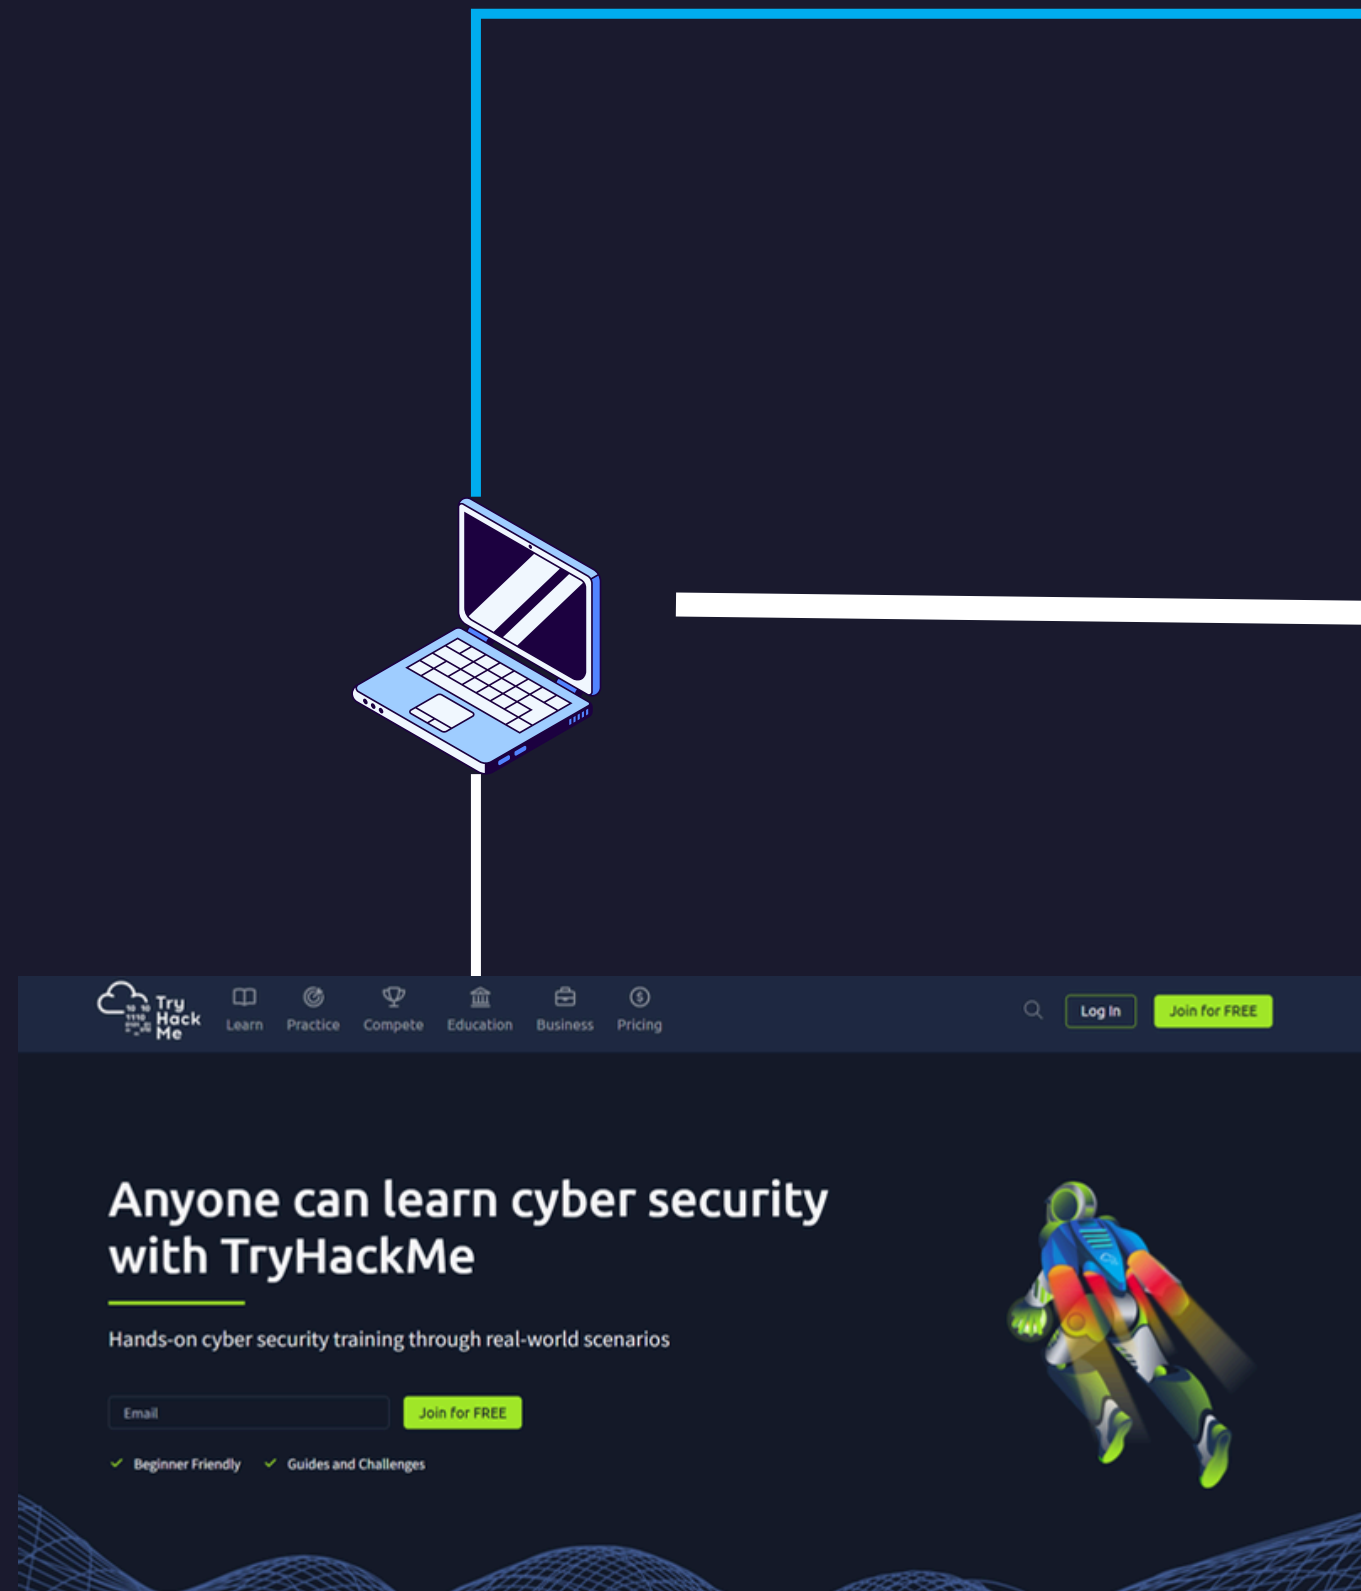 Try
Hack
Me
Learn
Practice
Compete
Education
Business
Pricing
Log In
Join for FREE
Anyone can learn cyber security
with TryHackMe
Hands-on cyber security training through real-world scenarios
Email
Join for FREE
Beginner Friendly
Guides and Challenges